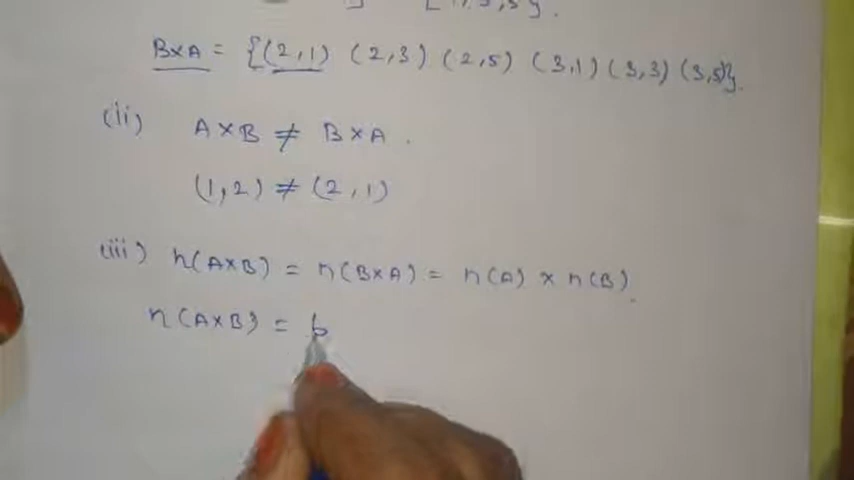 B×A = {(2,1) (2,3) (2,5) (3,1) (3,3) (3,5)}.
(ii) A×B ≠ B×A .
(1,2) ≠ (2,1)
(iii) n(A×B) = n(B×A) = n(A) × n(B) .
n(A×B) = 6